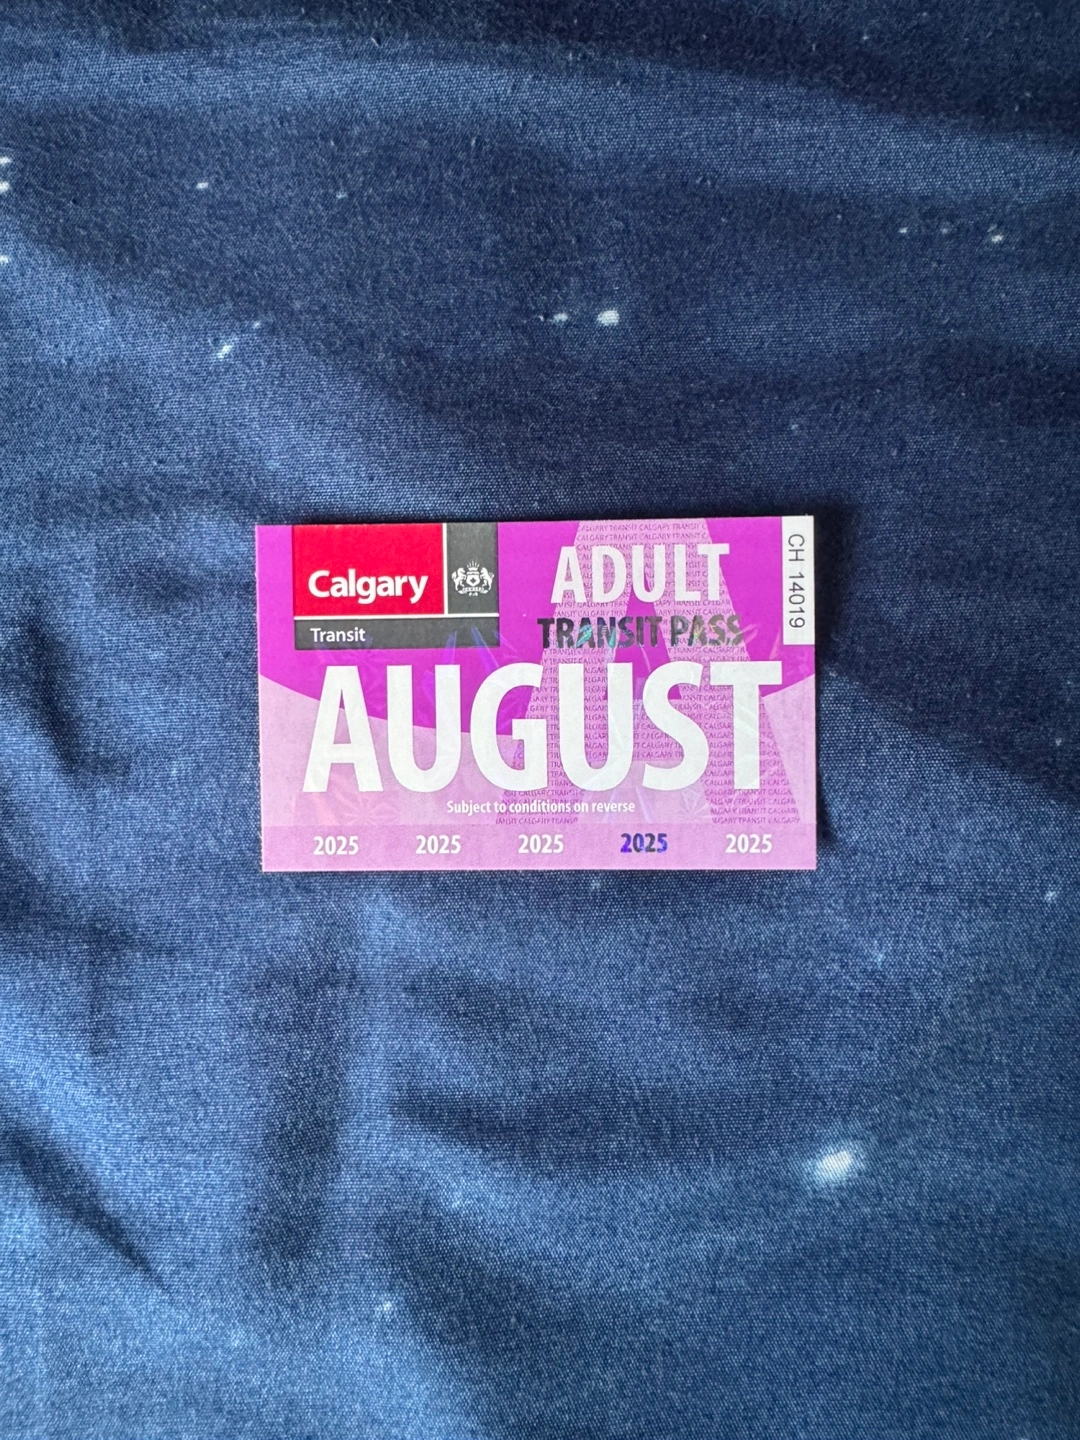 Calgary
Transit
ADULT
TRANSIT PASS
CH 14019
AUGUST
Subject to conditions on reverse
2025 2025 2025 2025 2025